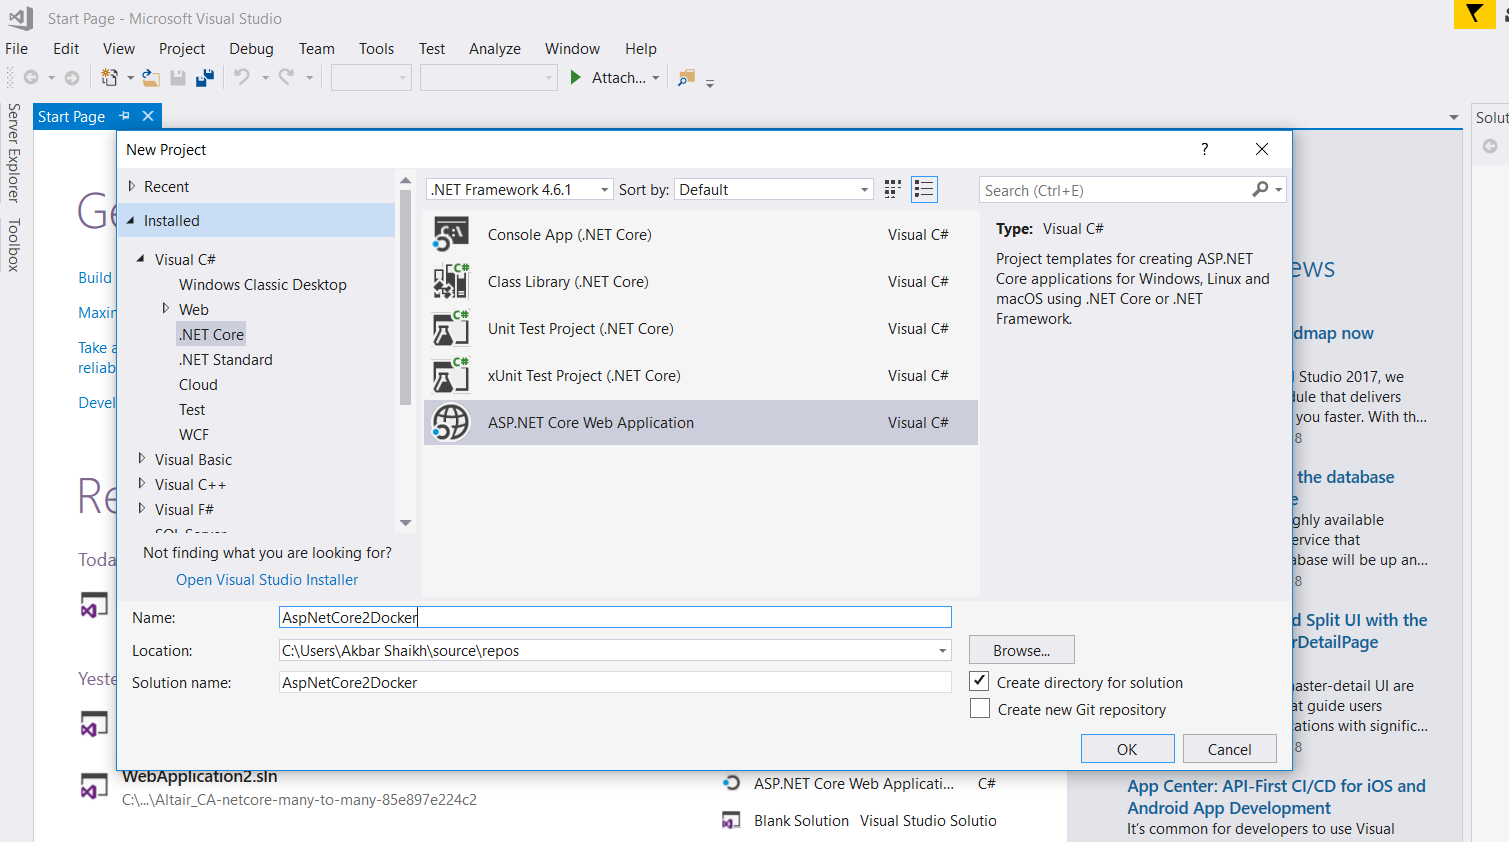 Start Page - Microsoft Visual Studio
File Edit View Project Debug Team Tools Test Analyze Window Help
Attach...
Server Explorer
Toolbox
Start Page
Solut
New Project
?
Recent
Installed
Visual C#
Windows Classic Desktop
Web
.NET Core
.NET Standard
Cloud
Test
WCF
Visual Basic
Visual C++
Visual F#
SQL Server
Not finding what you are looking for?
Open Visual Studio Installer
.NET Framework 4.6.1
Sort by: Default
Console App (.NET Core) Visual C#
Class Library (.NET Core) Visual C#
Unit Test Project (.NET Core) Visual C#
xUnit Test Project (.NET Core) Visual C#
ASP.NET Core Web Application Visual C#
Search (Ctrl+E)
Type: Visual C#
Project templates for creating ASP.NET
Core applications for Windows, Linux and
macOS using .NET Core or .NET
Framework.
Name: AspNetCore2Docker
Location: C:\Users\Akbar Shaikh\source\repos
Browse...
Solution name: AspNetCore2Docker
Create directory for solution
Create new Git repository
OK
Cancel
Ge
Build
Maxin
Take a
reliab
Devel
Re
Toda
Yeste
WebApplication2.sln
C:\...\Altair_CA-netcore-many-to-many-85e897e224c2
ASP.NET Core Web Applicati... C#
Blank Solution Visual Studio Solutio
ews
dmap now
Studio 2017, we
ule that delivers
you faster. With th...
8
the database
e
ghly available
ervice that
abase will be up an...
8
d Split UI with the
rDetailPage
aster-detail UI are
at guide users
ations with signific...
8
App Center: API-First CI/CD for iOS and
Android App Development
It's common for developers to use Visual